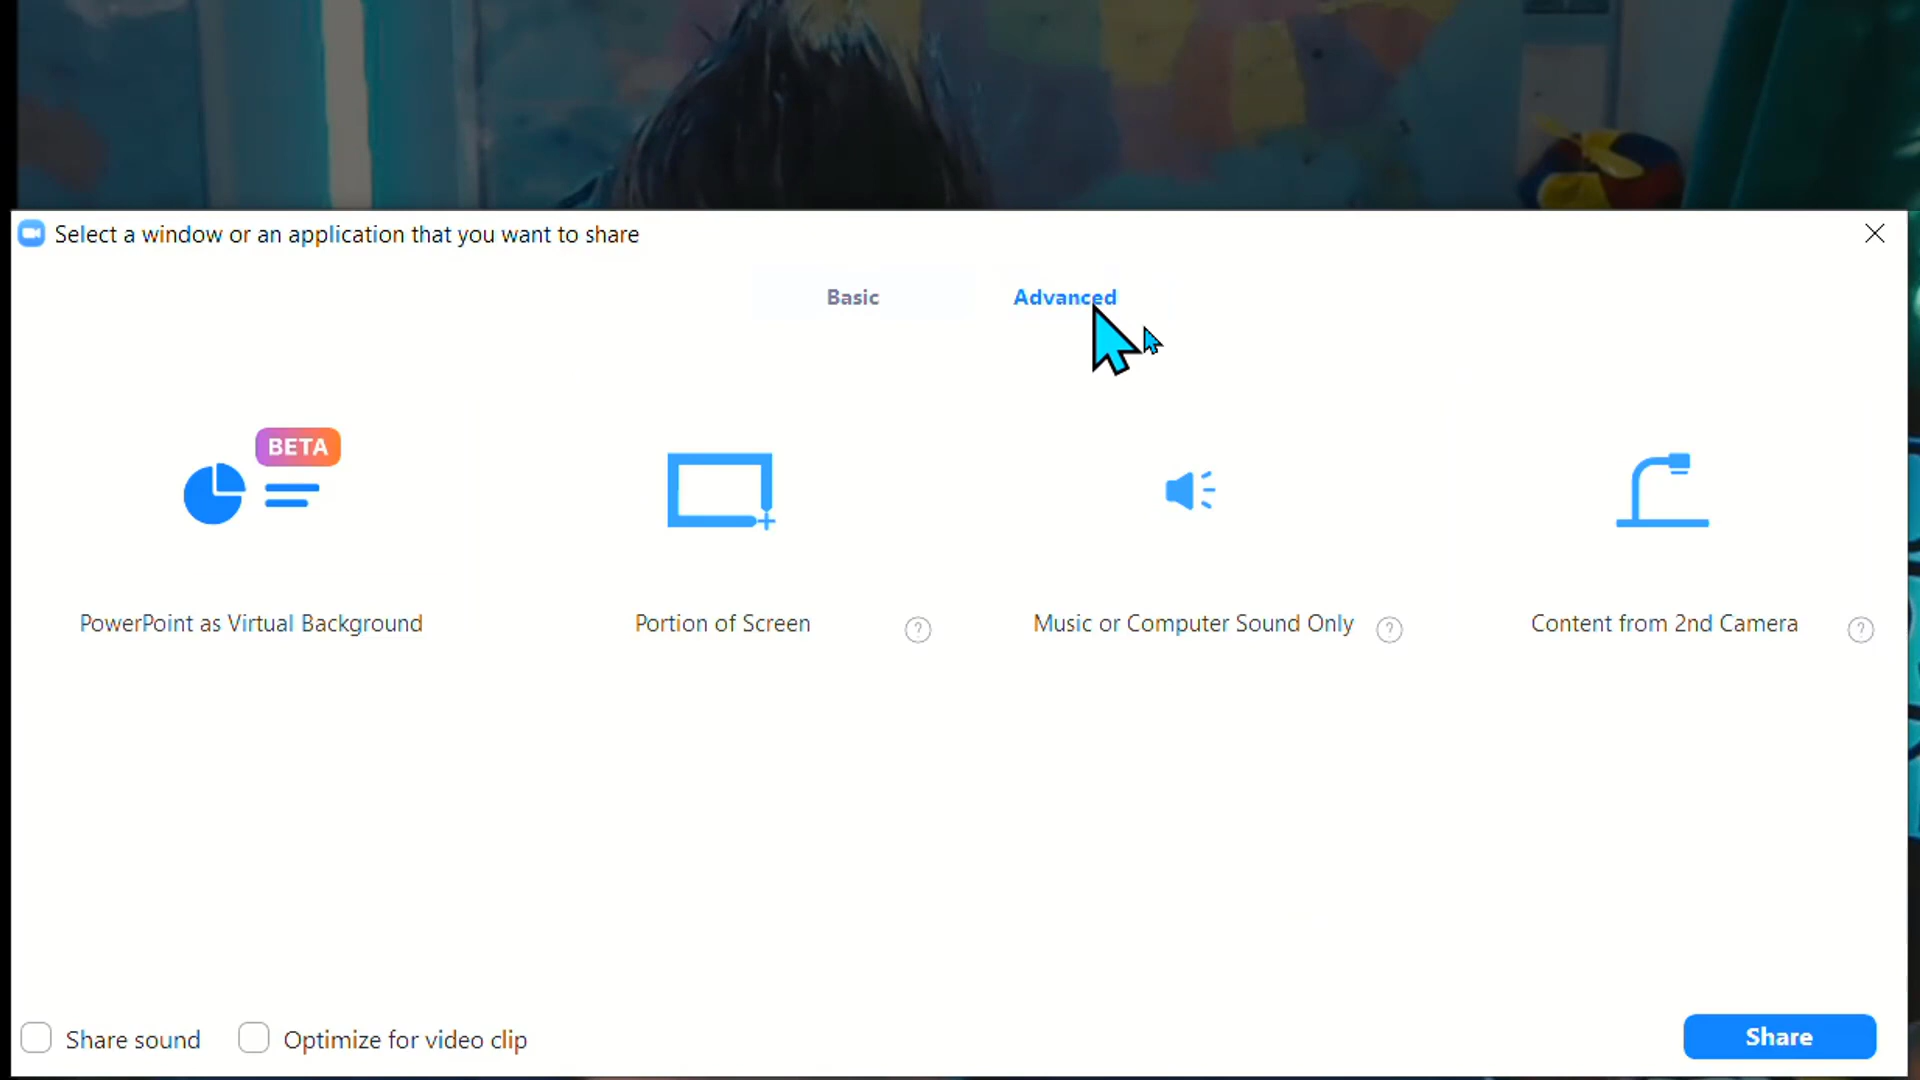 Select a window or an application that you want to share
Basic Advanced
BETA
PowerPoint as Virtual Background Portion of Screen ? Music or Computer Sound Only ? Content from 2nd Camera ?
Share sound Optimize for video clip Share